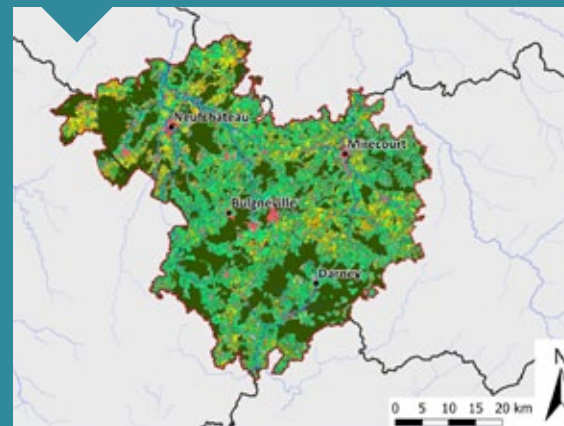 Neufchâteau
Mirecourt
Bulgnéville
Darney
N
0 5 10 15 20 km